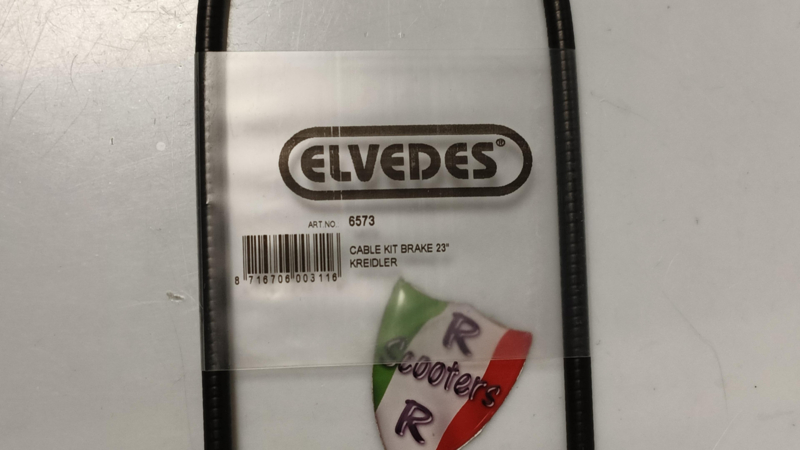 ELVEDES®
ART.NO. 6573
CABLE KIT BRAKE 23"
KREIDLER
8 716706 003116
R
Scooters
R